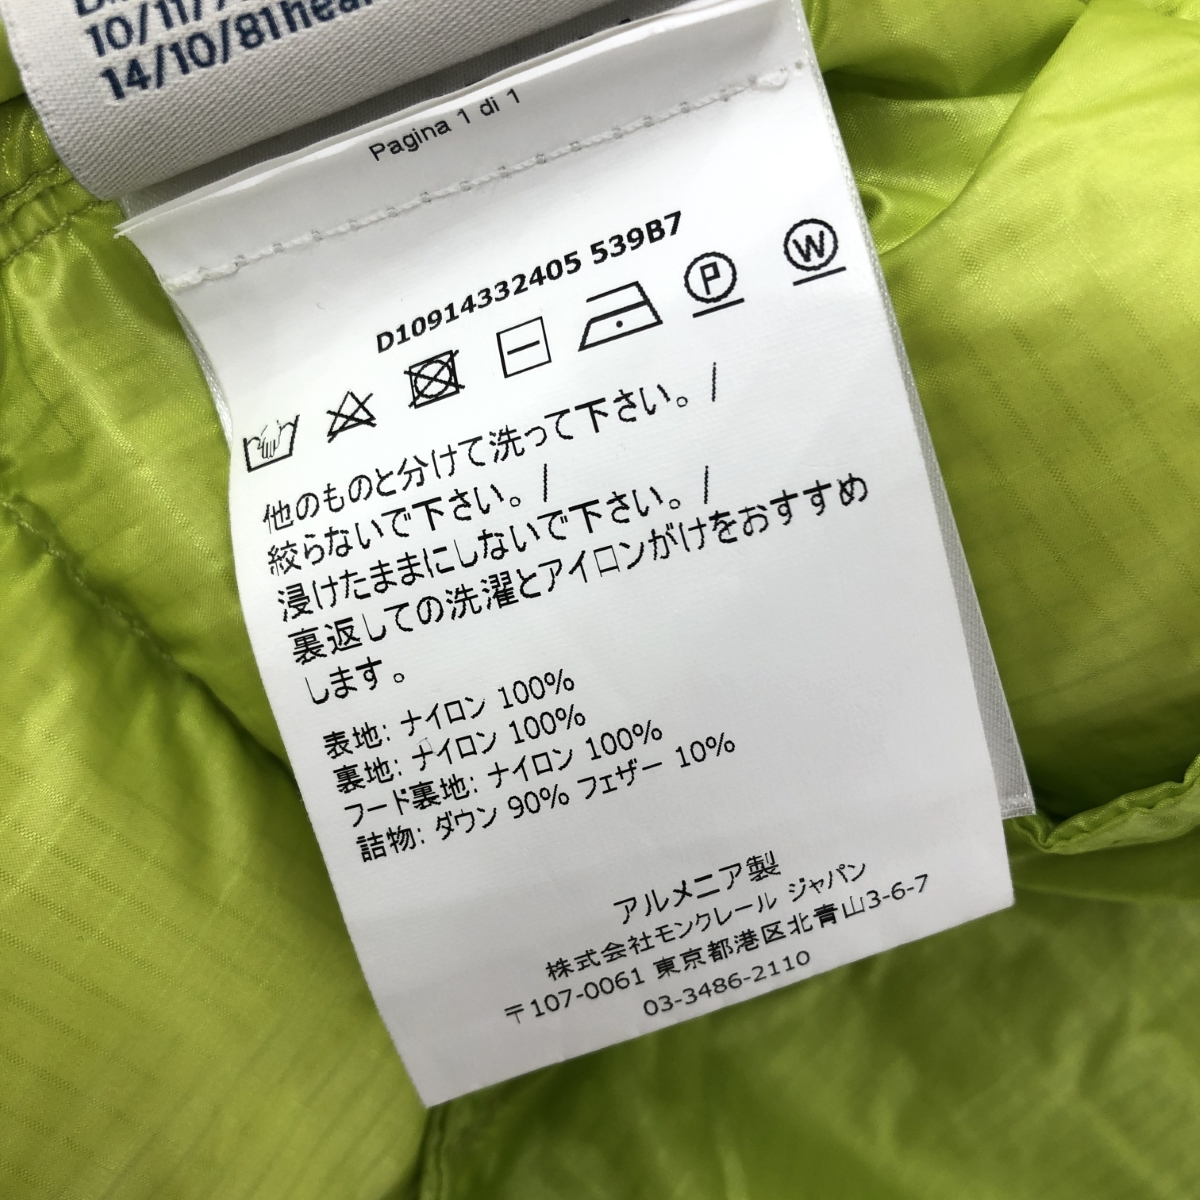 10/11/
14/10/81hea
Pagina 1 di 1
D10914332405 539B7
P
W
他のものと分けて洗って下さい。/
絞らないで下さい。/
浸けたままにしないで下さい。/
裏返しての洗濯とアイロンがけをおすすめ
します。
表地: ナイロン 100%
裏地: ナイロン 100%
フード裏地: ナイロン 100%
詰物: ダウン 90% フェザー 10%
アルメニア製
株式会社モンクレール ジャパン
〒107-0061 東京都港区北青山3-6-7
03-3486-2110